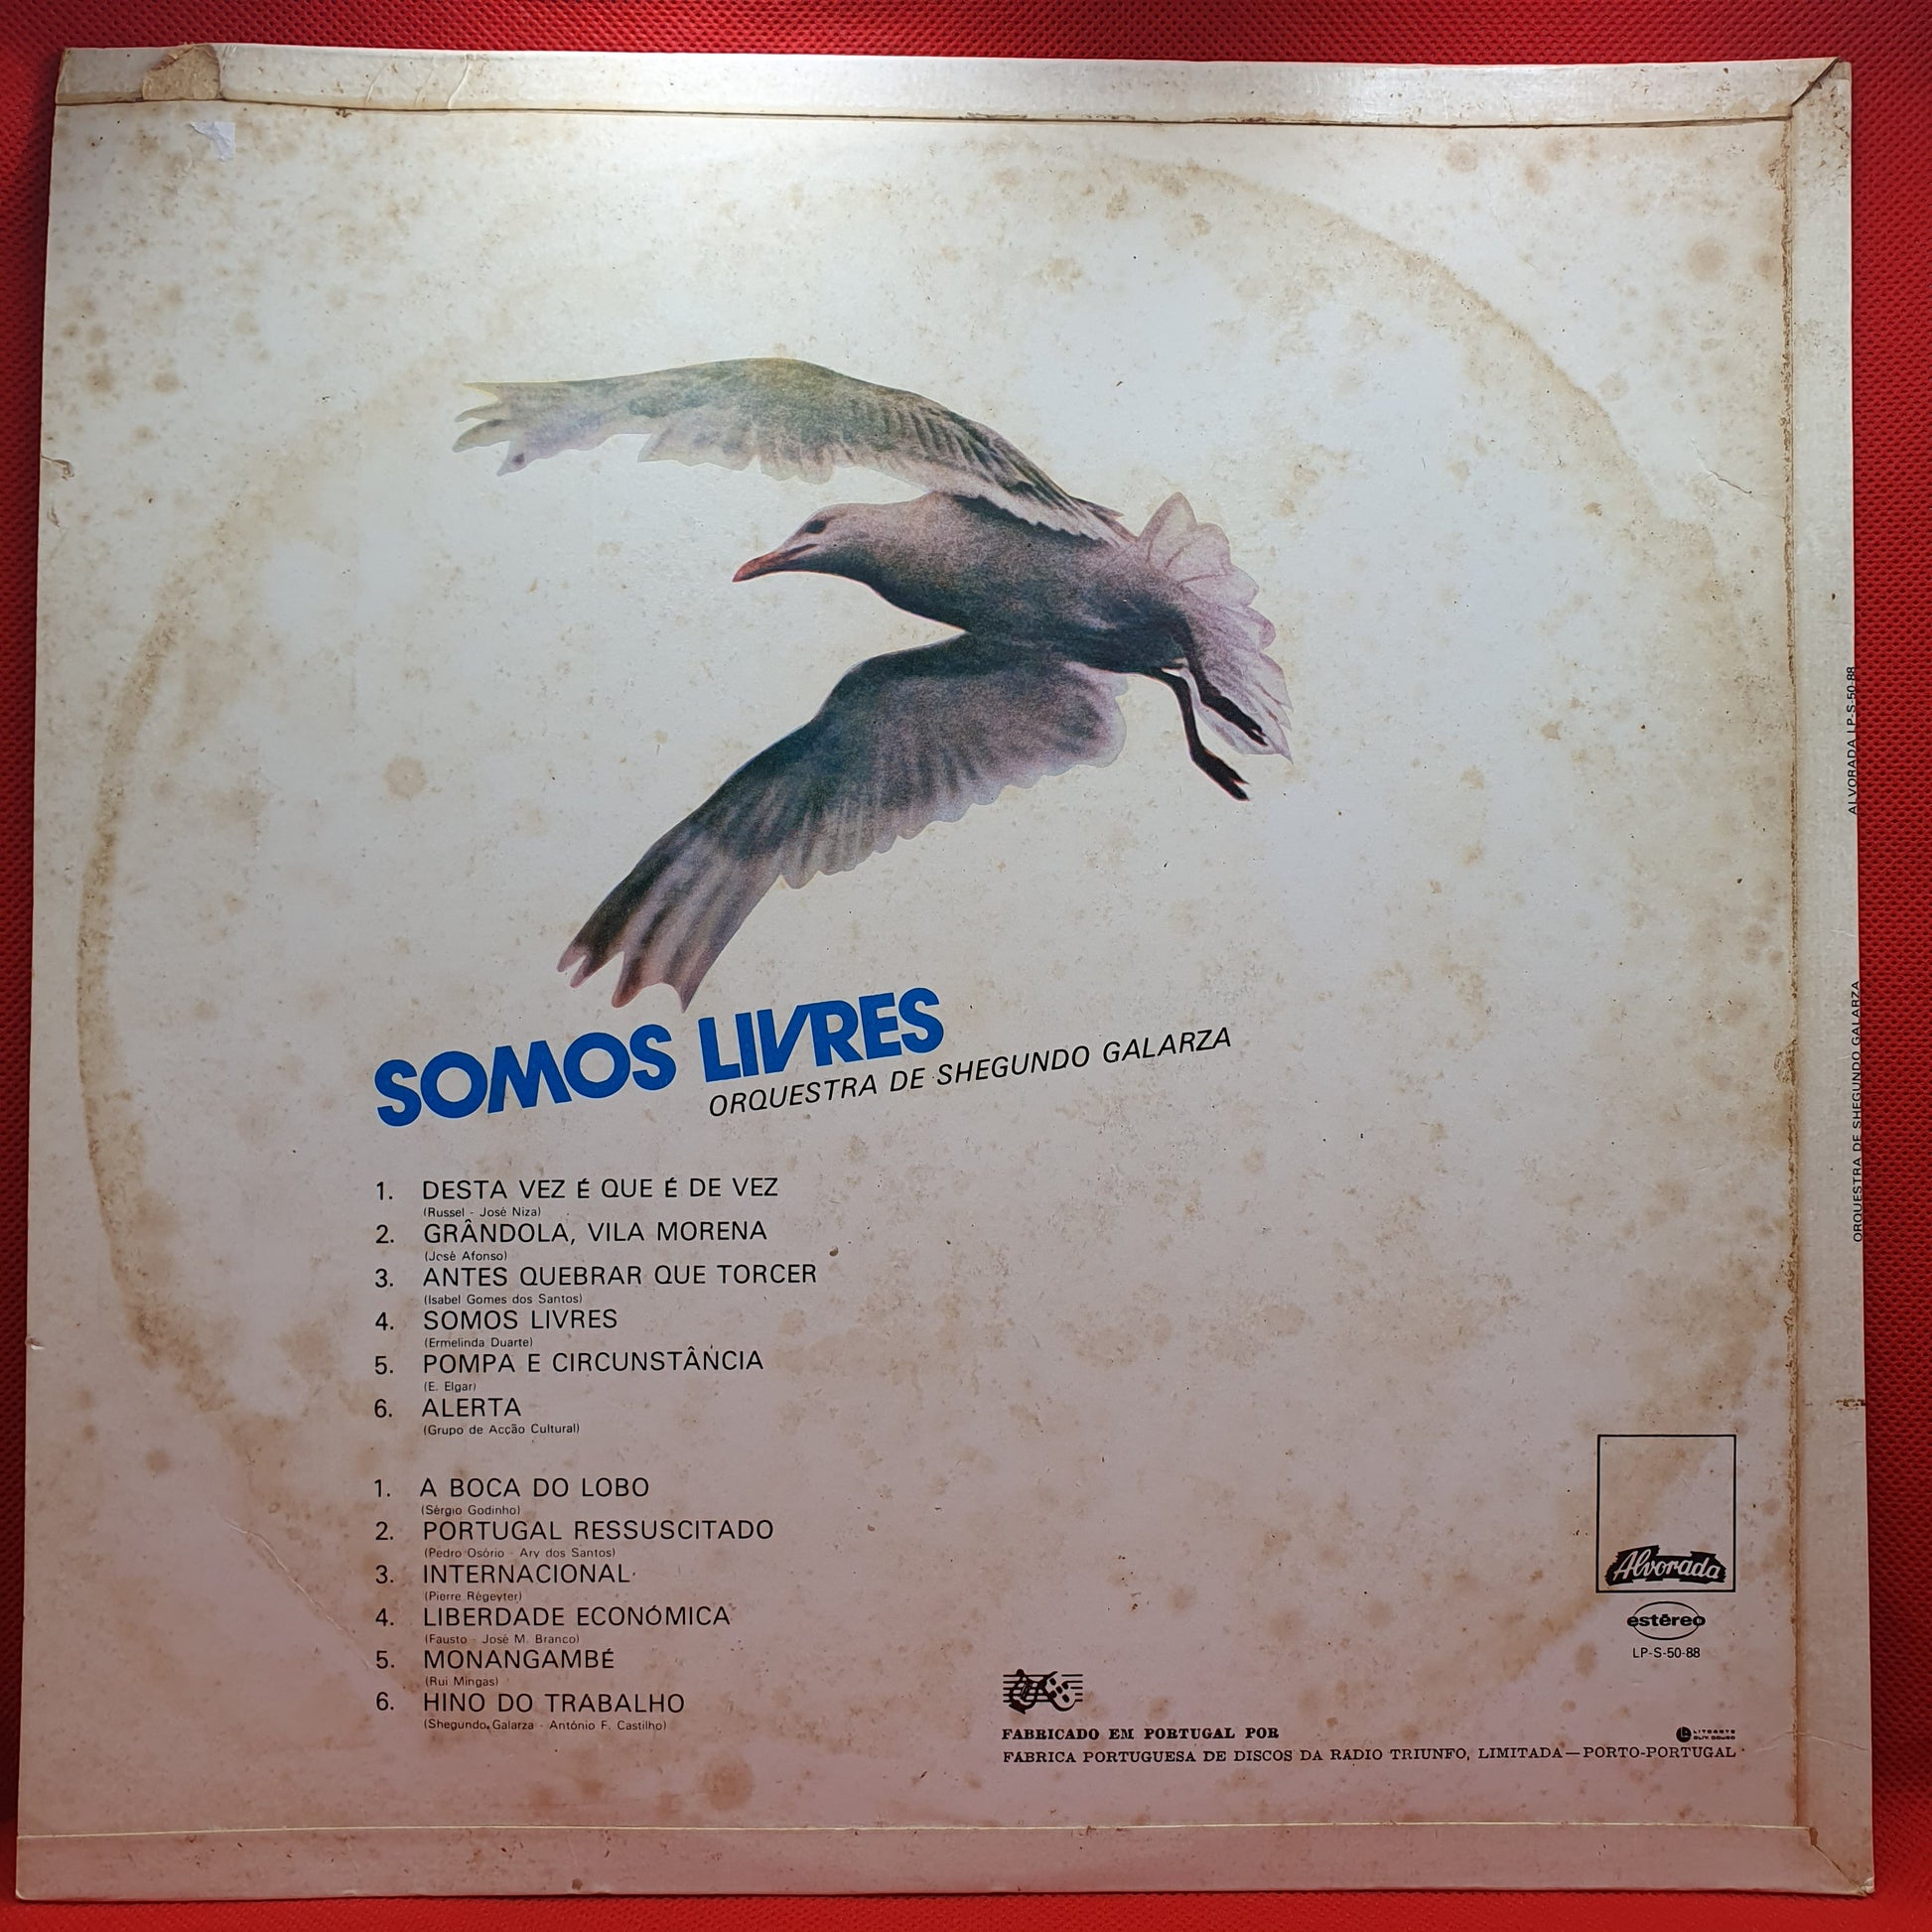 SOMOS LIVRES
ORQUESTRA DE SHEGUNDO GALARZA
1. DESTA VEZ É QUE É DE VEZ
(Russel - José Niza)
2. GRÂNDOLA, VILA MORENA
(José Afonso)
3. ANTES QUEBRAR QUE TORCER
(Isabel Gomes dos Santos)
4. SOMOS LIVRES
(Ermelinda Duarte)
5. POMPA E CIRCUNSTÂNCIA
(E. Elgar)
6. ALERTA
(Grupo de Acção Cultural)
1. A BOCA DO LOBO
(Sérgio Godinho)
2. PORTUGAL RESSUSCITADO
(Pedro Osório - Ary dos Santos)
3. INTERNACIONAL
(Pierre Régeyter)
4. LIBERDADE ECONÓMICA
(Fausto - José M. Branco)
5. MONANGAMBÉ
(Rui Mingas)
6. HINO DO TRABALHO
(Shegundo Galarza - António F. Castilho)
Alvorada
estéreo
LP-S-50-88
FABRICADO EM PORTUGAL POR
FÁBRICA PORTUGUESA DE DISCOS DA RÁDIO TRIUNFO, LIMITADA—PORTO-PORTUGAL
ALVORADA LP-S-50-88
ORQUESTRA DE SHEGUNDO GALARZA